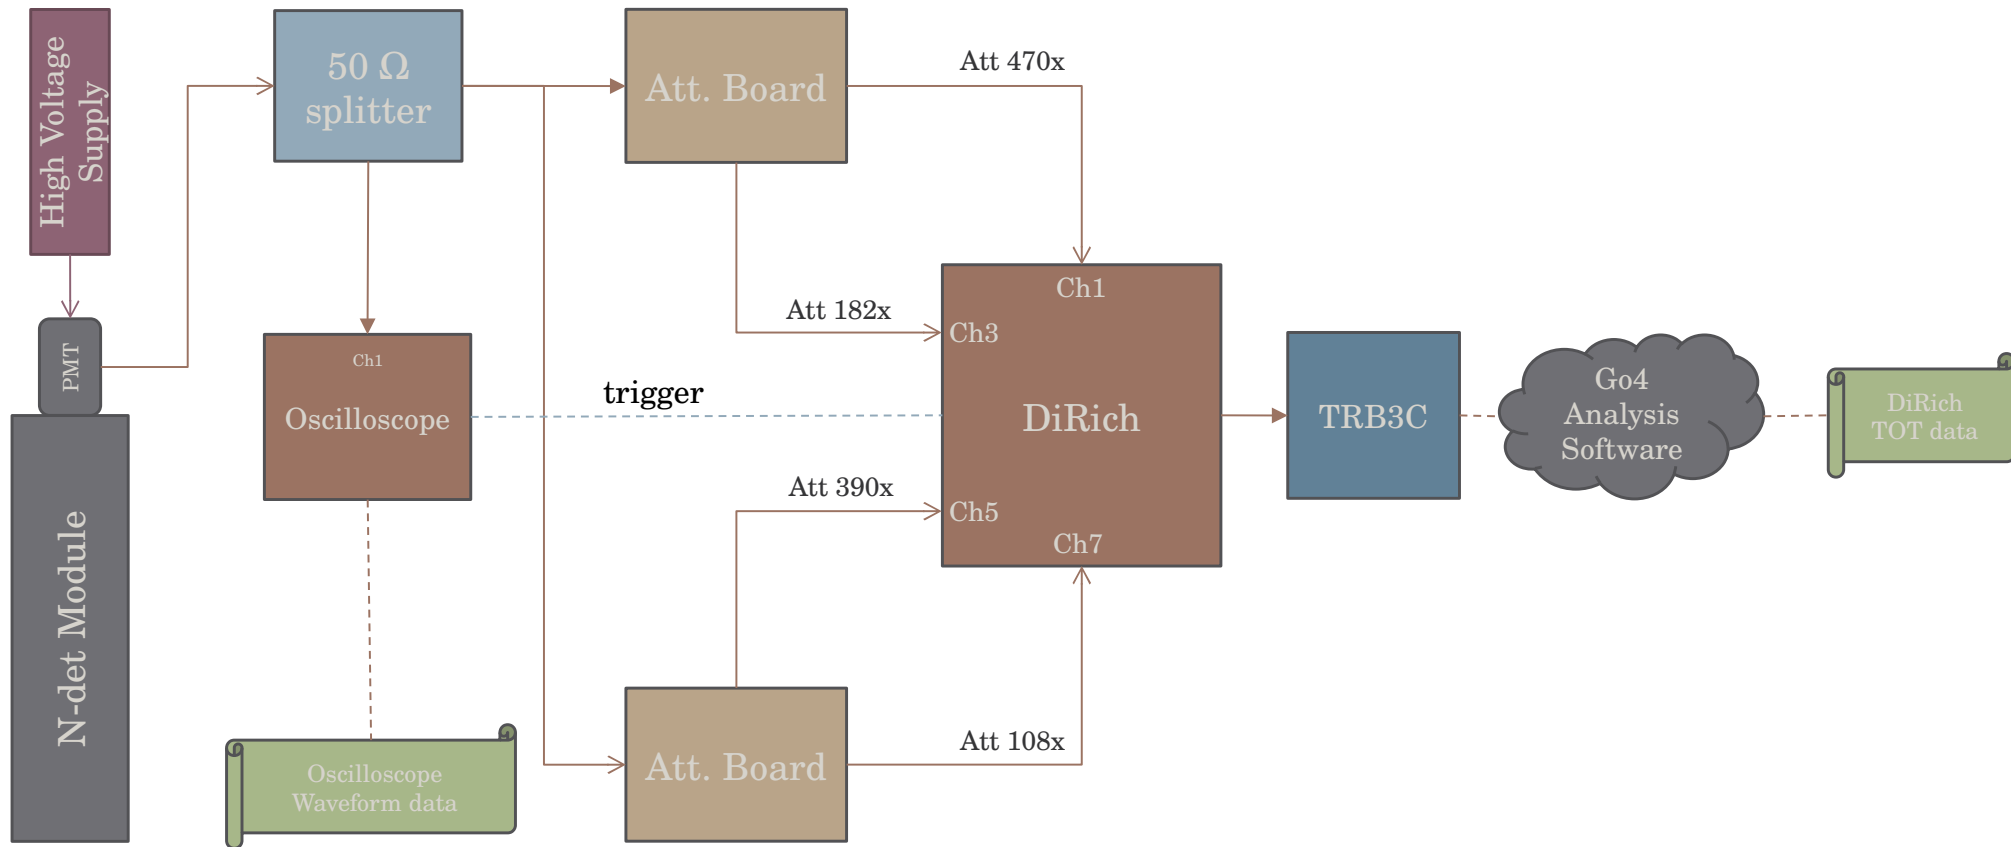 High Voltage
Supply
PMT
N-det Module
50 Ω
splitter
Ch1
Oscilloscope
Oscilloscope
Waveform data
Att. Board
Att 470x
Att 182x
trigger
Att 390x
Att. Board
Att 108x
Ch1
Ch3
DiRich
Ch5
Ch7
TRB3C
Go4
Analysis
Software
DiRich
TOT data